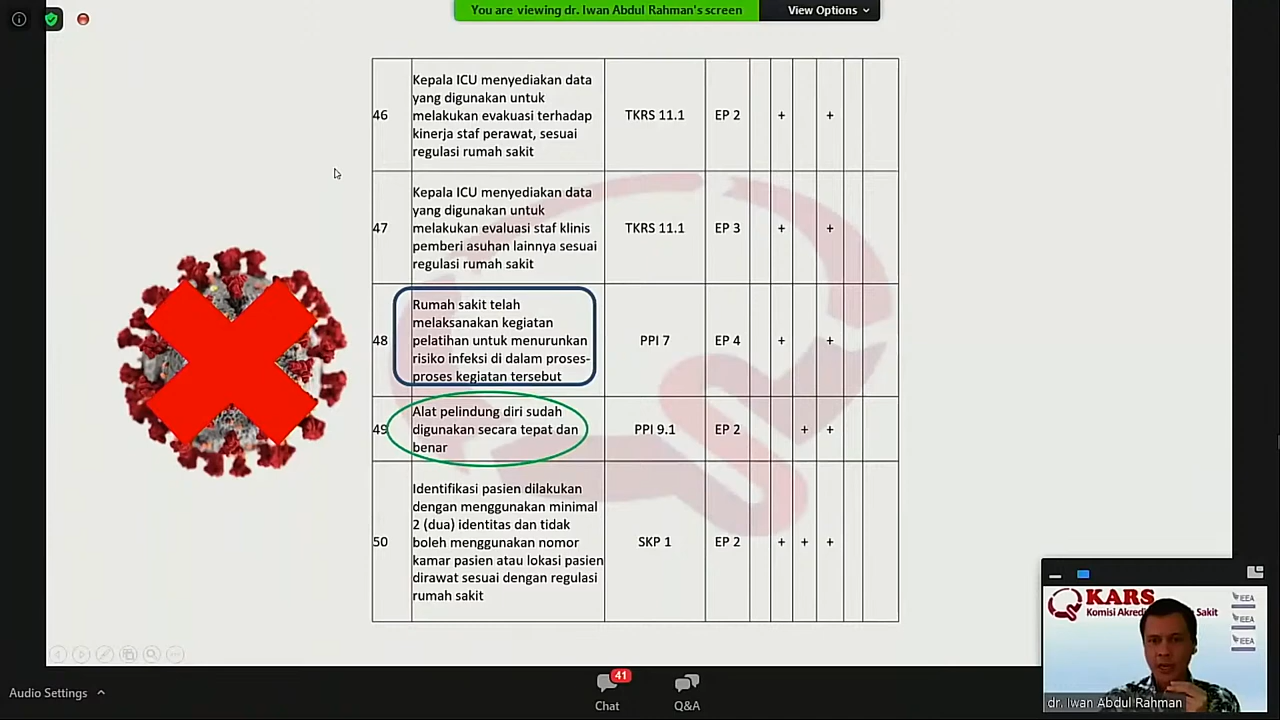 You are viewing dr. Iwan Abdul Rahman's screen
View Options
46
Kepala ICU menyediakan data
yang digunakan untuk
melakukan evakuasi terhadap
kinerja staf perawat, sesuai
regulasi rumah sakit
TKRS 11.1
EP 2
+
+
47
Kepala ICU menyediakan data
yang digunakan untuk
melakukan evaluasi staf klinis
pemberi asuhan lainnya sesuai
regulasi rumah sakit
TKRS 11.1
EP 3
+
+
48
Rumah sakit telah
melaksanakan kegiatan
pelatihan untuk menurunkan
risiko infeksi di dalam proses-
proses kegiatan tersebut
PPI 7
EP 4
+
+
49
Alat pelindung diri sudah
digunakan secara tepat dan
benar
PPI 9.1
EP 2
+
+
50
Identifikasi pasien dilakukan
dengan menggunakan minimal
2 (dua) identitas dan tidak
boleh menggunakan nomor
kamar pasien atau lokasi pasien
dirawat sesuai dengan regulasi
rumah sakit
SKP 1
EP 2
+
+
+
KARS
Komisi Sakit
IEEA
IEEA
IEEA
dr. Iwan Abdul Rahman
Audio Settings
41
Chat
Q&A